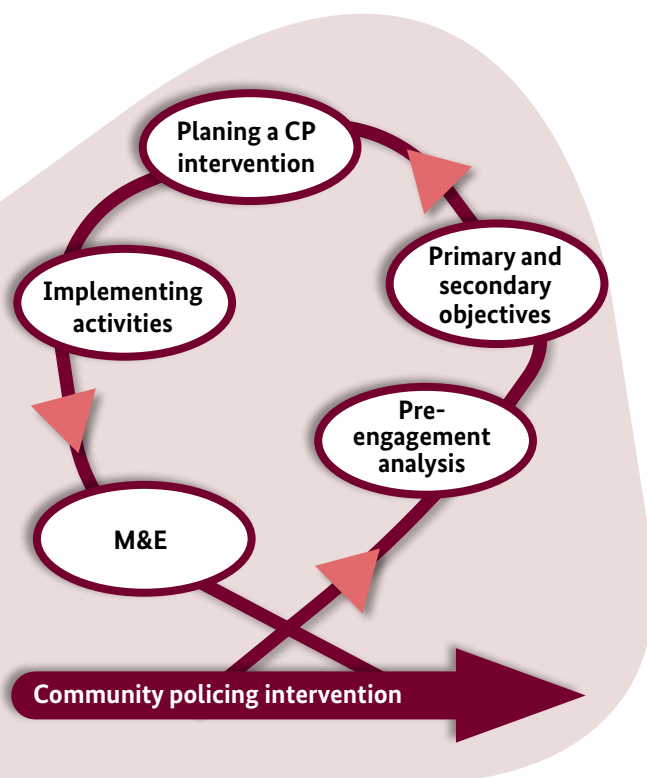 Planing a CP
intervention
Primary and
secondary
objectives
Implementing
activities
Pre-
engagement
analysis
M&E
Community policing intervention